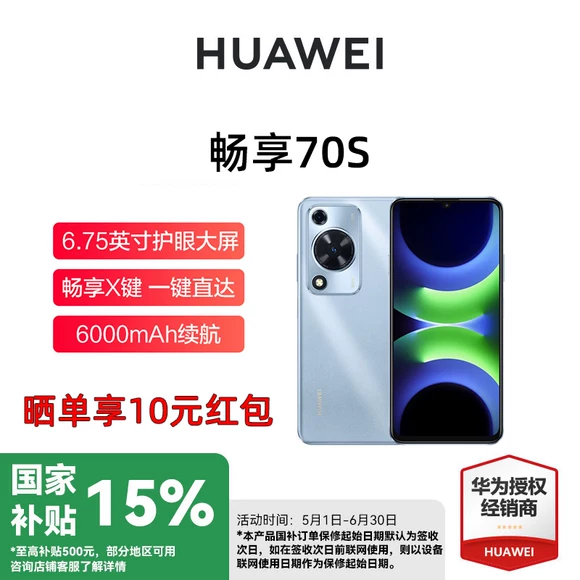 HUAWEI
畅享70S
6.75英寸护眼大屏
畅享X键 一键直达
6000mAh续航
晒单享10元红包
HUAWEI
国家
补贴
15%
*至高补贴500元，部分地区可用
咨询店铺客服了解详情
活动时间：5月1日-6月30日
*本产品国补订单保修起始日期默认为签收
次日，如在签收次日前联网使用，则以设备
联网使用日期作为保修起始日期。
华为授权
经销商
HUAWEI